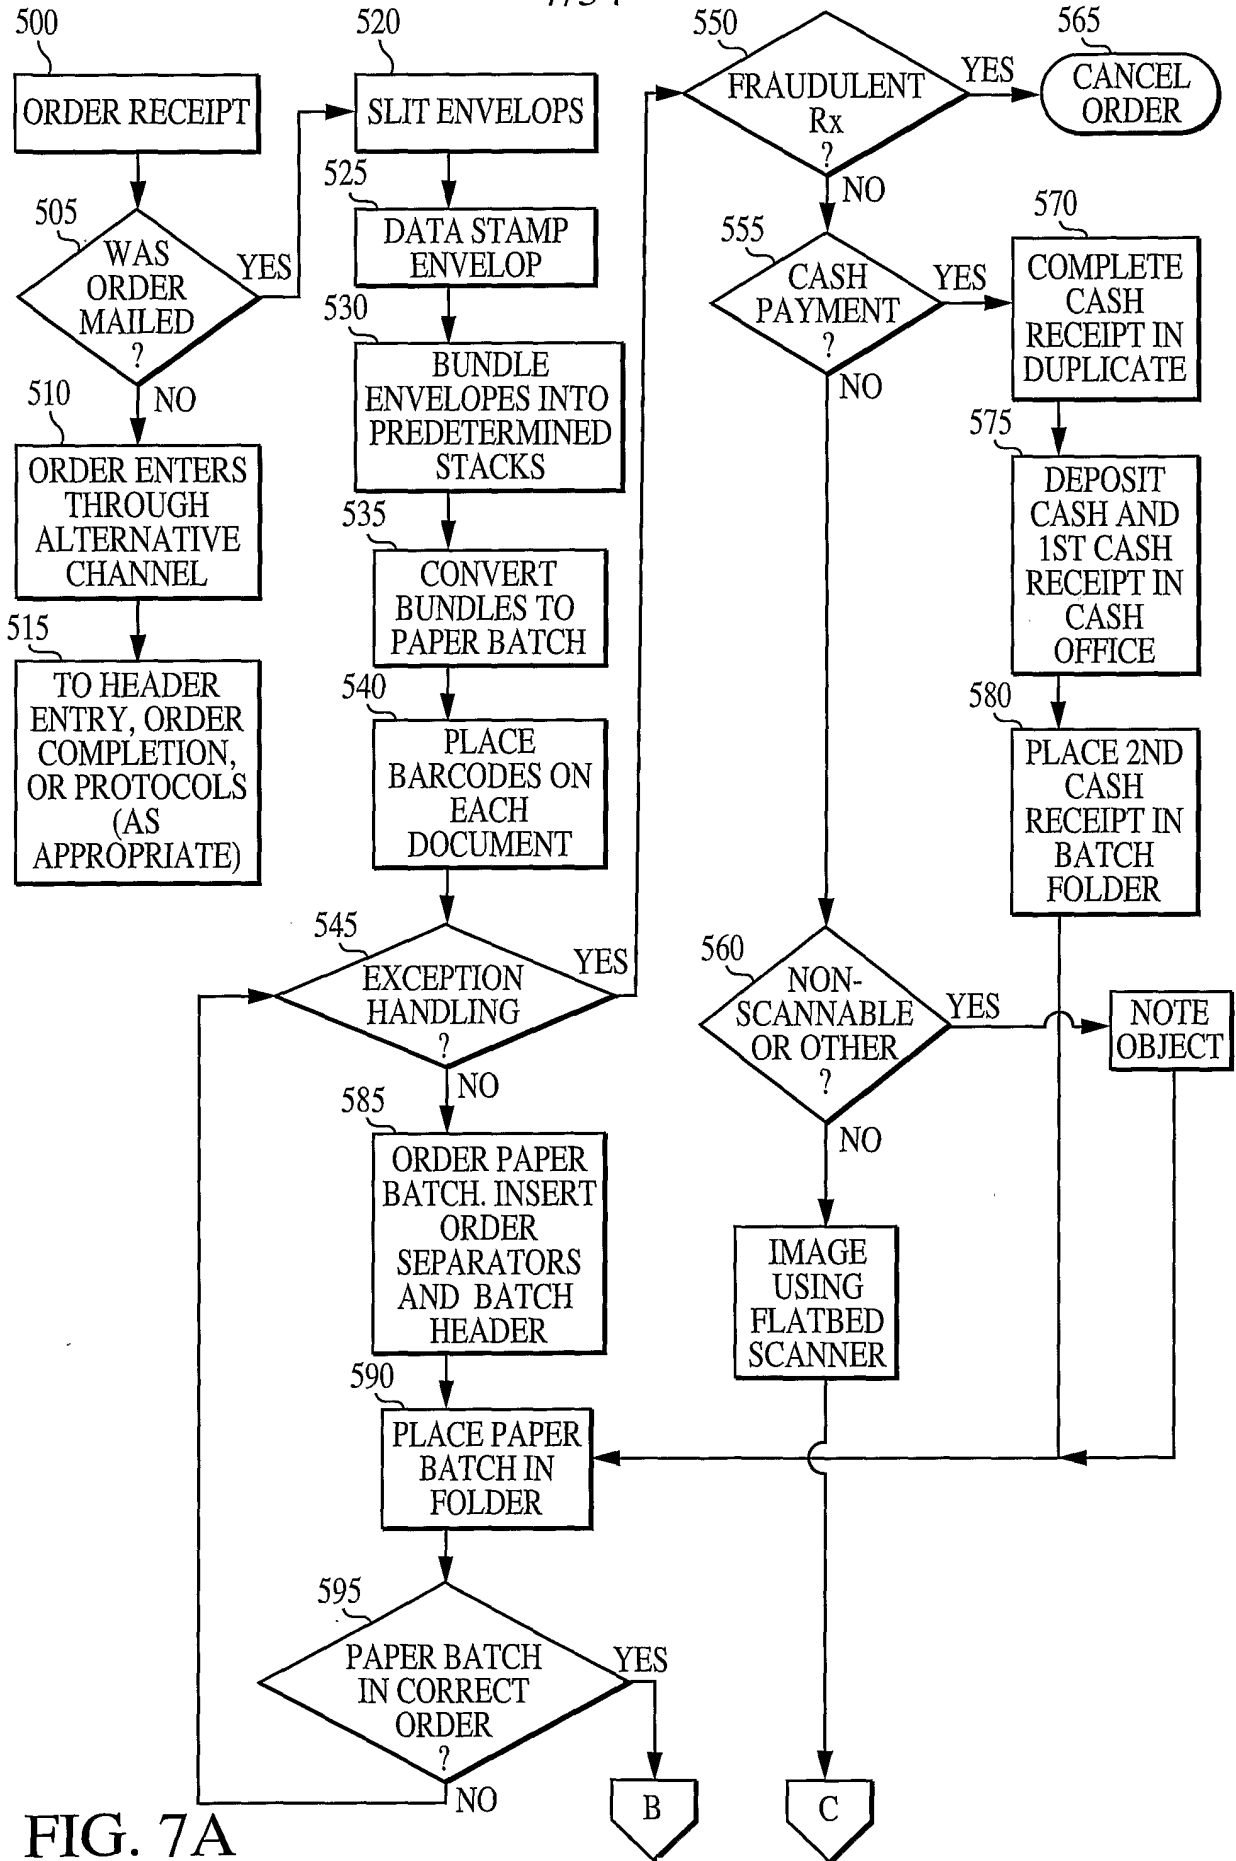 500
ORDER RECEIPT
505
WAS
ORDER
MAILED
?
YES
NO
510
ORDER ENTERS
THROUGH
ALTERNATIVE
CHANNEL
515
TO HEADER
ENTRY, ORDER
COMPLETION,
OR PROTOCOLS
(AS
APPROPRIATE)
520
SLIT ENVELOPS
525
DATA STAMP
ENVELOP
530
BUNDLE
ENVELOPES INTO
PREDETERMINED
STACKS
535
CONVERT
BUNDLES TO
PAPER BATCH
540
PLACE
BARCODES ON
EACH
DOCUMENT
545
EXCEPTION
HANDLING
?
YES
NO
585
ORDER PAPER
BATCH. INSERT
ORDER
SEPARATORS
AND BATCH
HEADER
590
PLACE PAPER
BATCH IN
FOLDER
595
PAPER BATCH
IN CORRECT
ORDER
?
YES
NO
B
550
FRAUDULENT
Rx
?
YES
NO
565
CANCEL
ORDER
555
CASH
PAYMENT
?
YES
NO
570
COMPLETE
CASH
RECEIPT IN
DUPLICATE
575
DEPOSIT
CASH AND
1ST CASH
RECEIPT IN
CASH
OFFICE
580
PLACE 2ND
CASH
RECEIPT IN
BATCH
FOLDER
560
NON-
SCANNABLE
OR OTHER
?
YES
NO
NOTE
OBJECT
IMAGE
USING
FLATBED
SCANNER
C
FIG. 7A